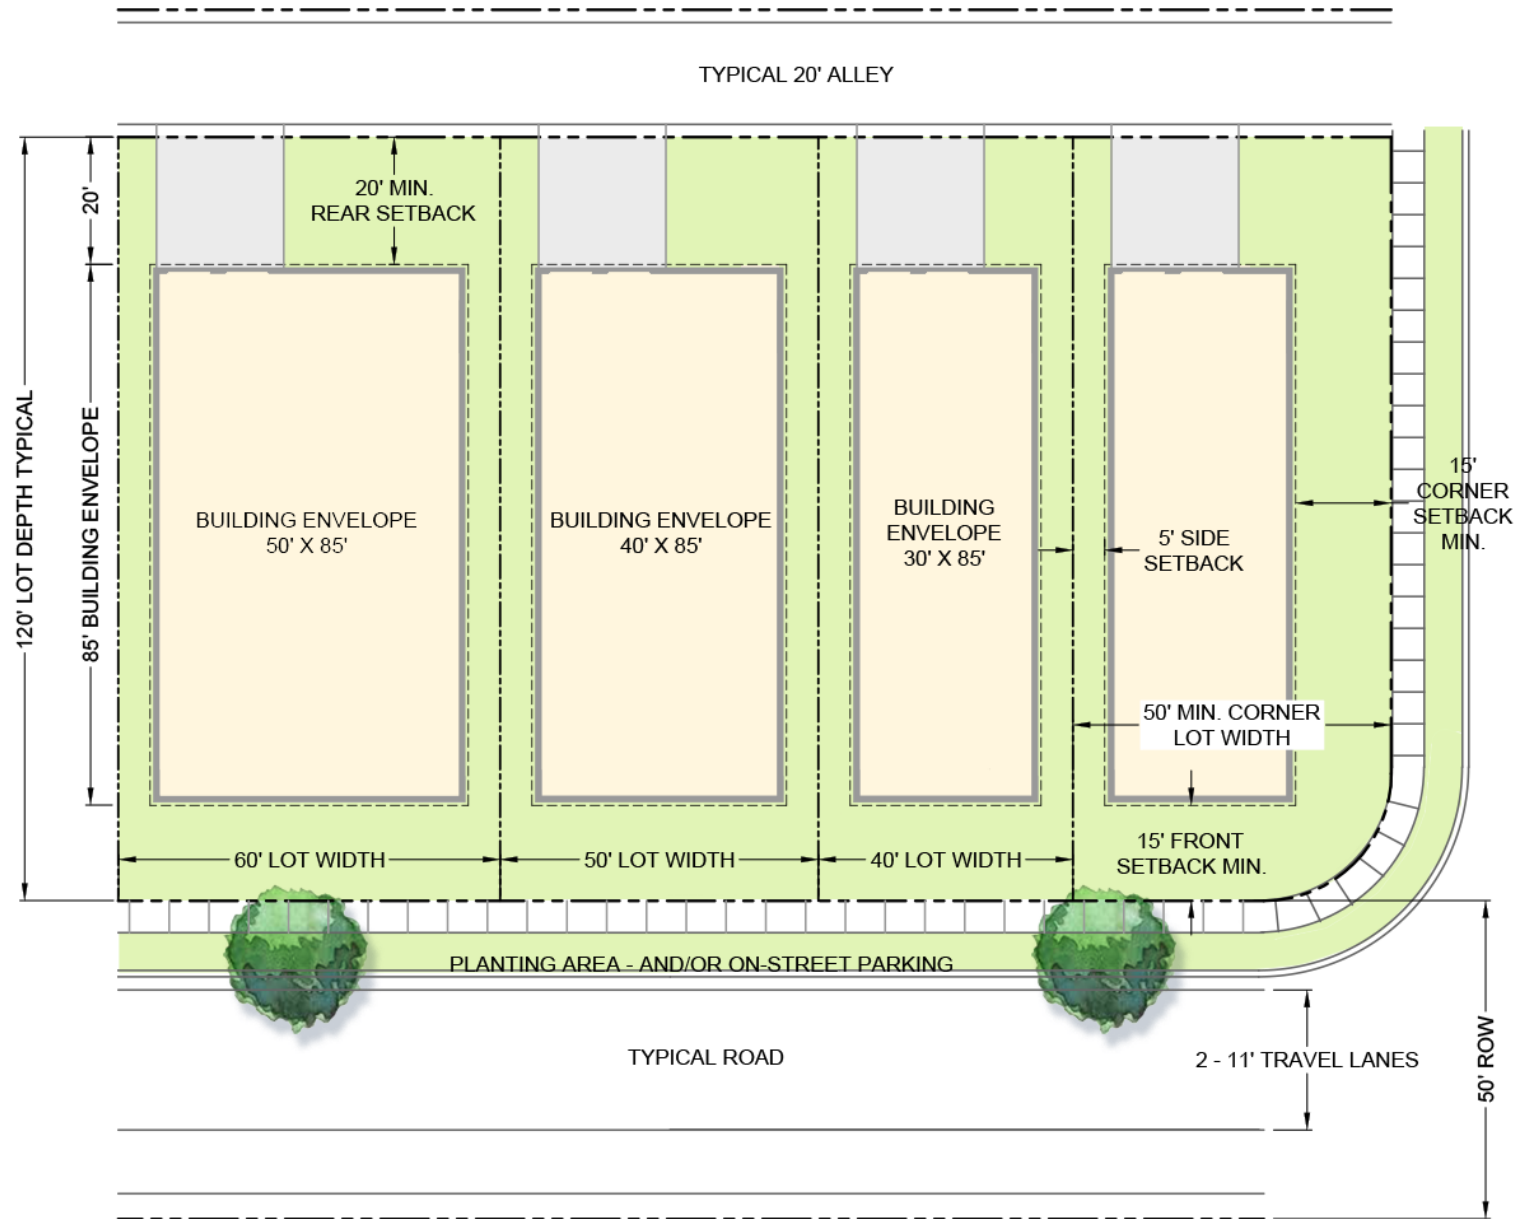 TYPICAL 20' ALLEY
20'
20' MIN.
REAR SETBACK
120' LOT DEPTH TYPICAL
85' BUILDING ENVELOPE
BUILDING ENVELOPE
50' X 85'
BUILDING ENVELOPE
40' X 85'
BUILDING
ENVELOPE
30' X 85'
5' SIDE
SETBACK
15'
CORNER
SETBACK
MIN.
50' MIN. CORNER
LOT WIDTH
15' FRONT
SETBACK MIN.
60' LOT WIDTH
50' LOT WIDTH
40' LOT WIDTH
PLANTING AREA - AND/OR ON-STREET PARKING
TYPICAL ROAD
2 - 11' TRAVEL LANES
50' ROW